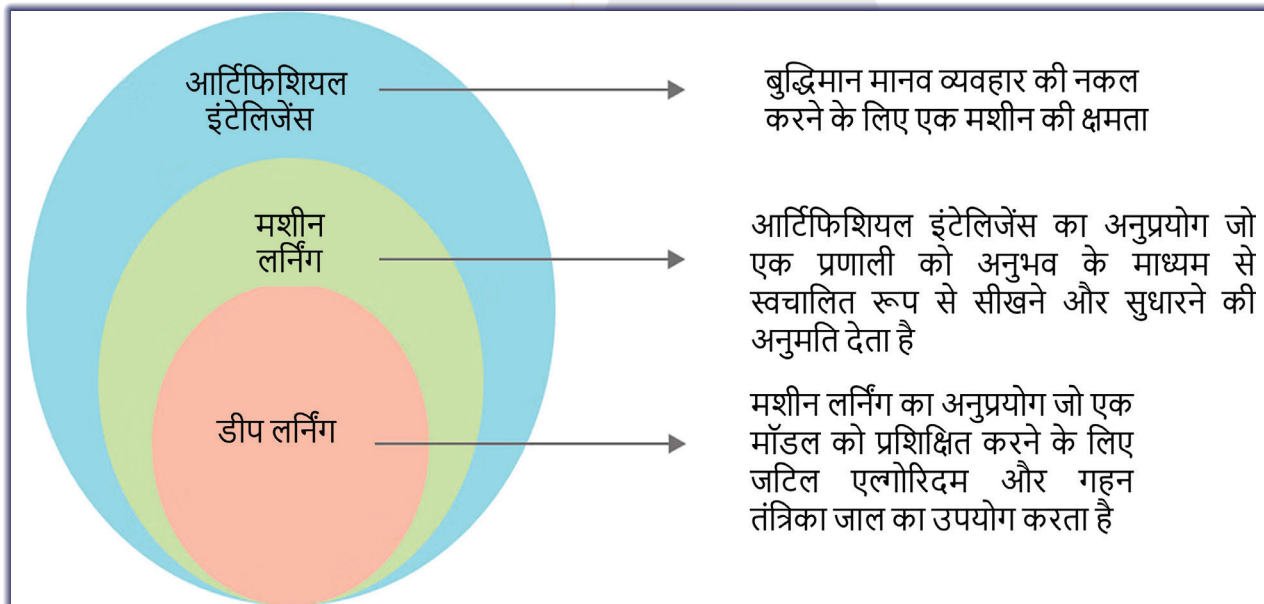 आर्टिफिशियल
इंटेलिजेंस
बुद्धिमान मानव व्यवहार की नकल
करने के लिए एक मशीन की क्षमता
मशीन
लर्निंग
आर्टिफिशियल इंटेलिजेंस का अनुप्रयोग जो
एक प्रणाली को अनुभव के माध्यम से
स्वचालित रूप से सीखने और सुधारने की
अनुमति देता है
डीप लर्निंग
मशीन लर्निंग का अनुप्रयोग जो एक
मॉडल को प्रशिक्षित करने के लिए
जटिल एल्गोरिदम और गहन
तंत्रिका जाल का उपयोग करता है